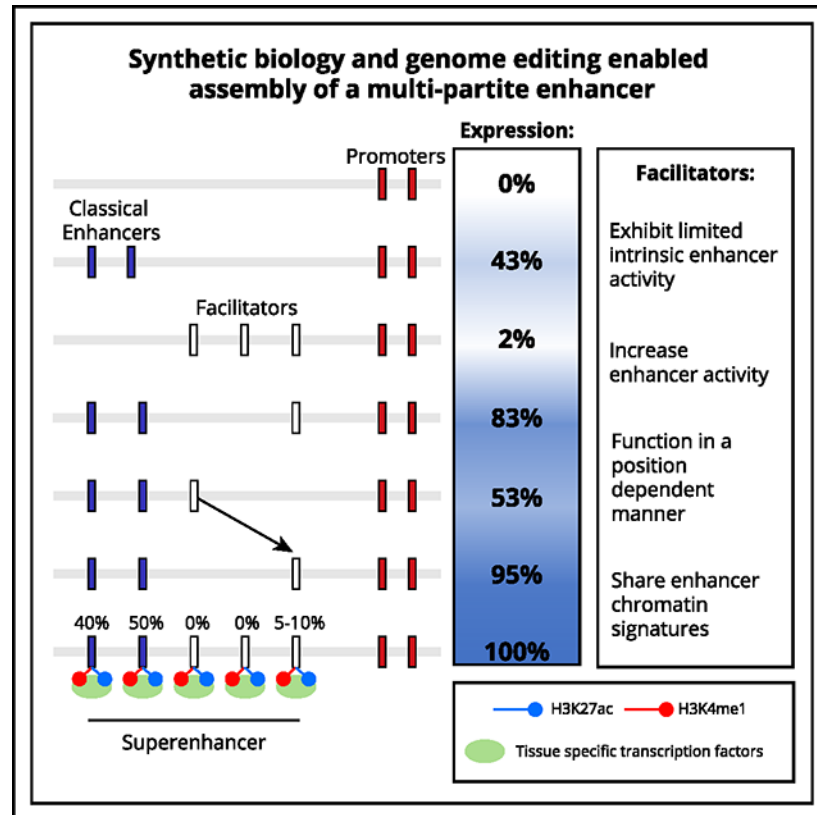 Synthetic biology and genome editing enabled
assembly of a multi-partite enhancer
Expression:
Promoters
0%
Classical
Enhancers
43%
Facilitators
2%
83%
53%
95%
40% 50% 0% 0% 5-10%
100%
Superenhancer
Facilitators:
Exhibit limited
intrinsic enhancer
activity
Increase
enhancer activity
Function in a
position
dependent
manner
Share enhancer
chromatin
signatures
H3K27ac H3K4me1
Tissue specific transcription factors